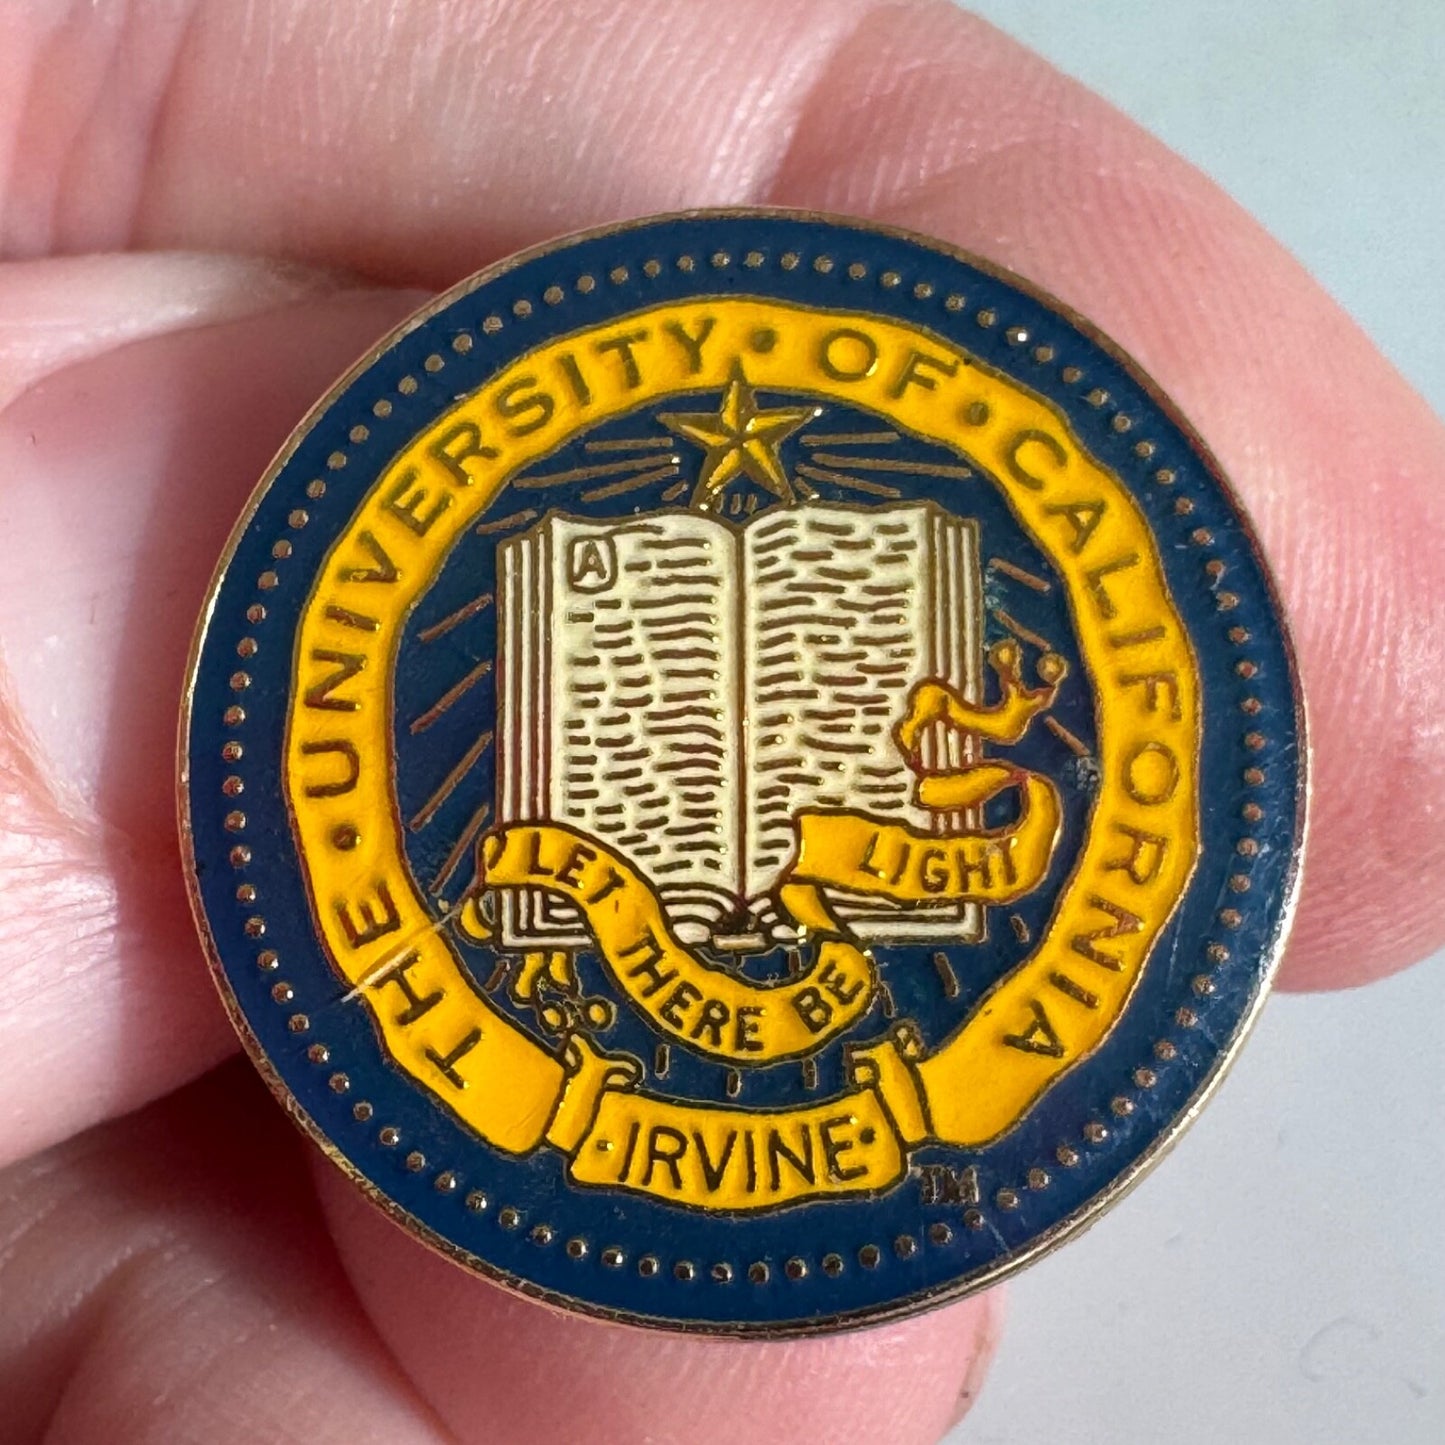 THE · UNIVERSITY · OF · CALIFORNIA
A
LET THERE BE LIGHT
· IRVINE ·
TM